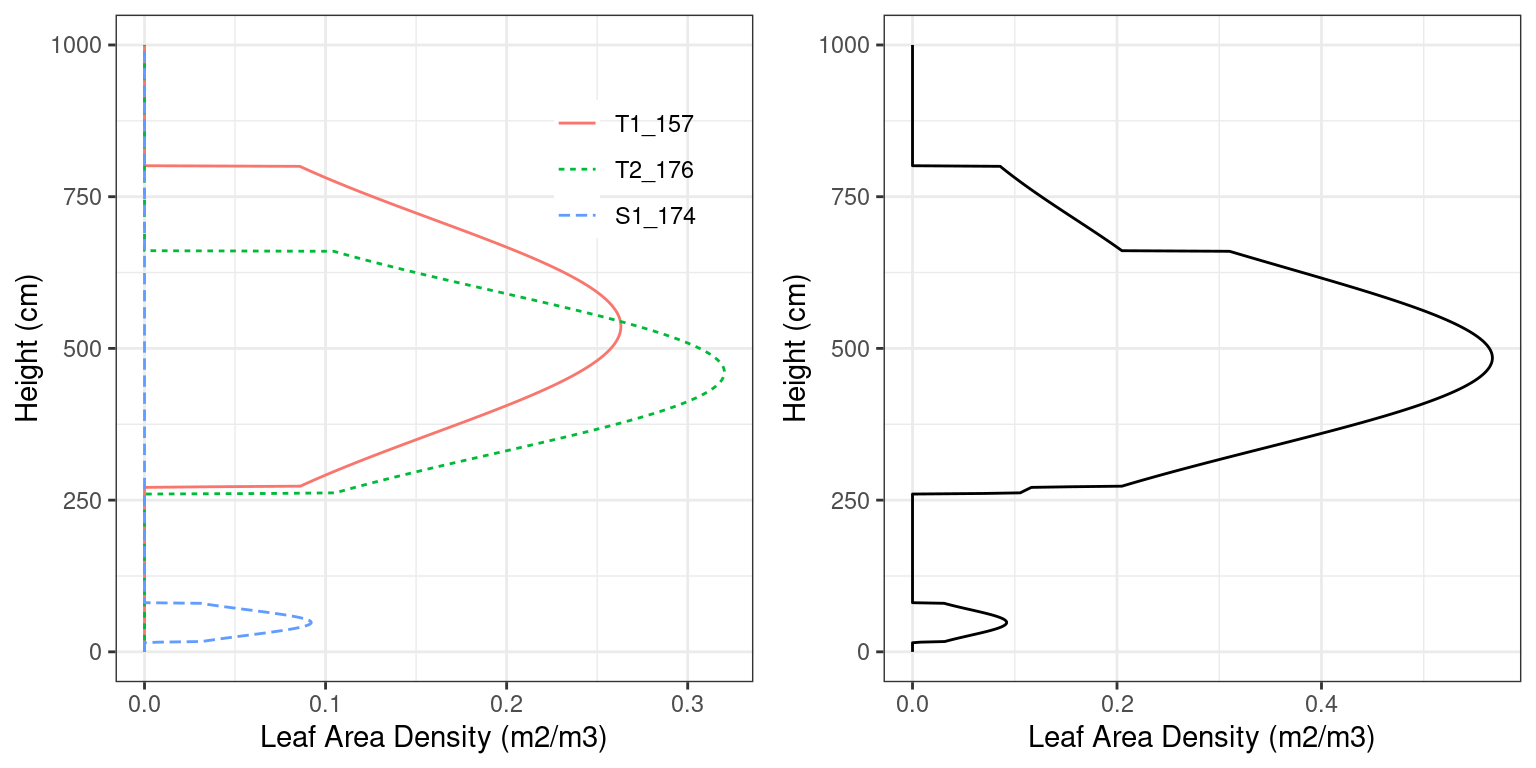 1000
750
500
250
0
Height (cm)
0.0 0.1 0.2 0.3
Leaf Area Density (m2/m3)
T1_157
T2_176
S1_174
1000
750
500
250
0
Height (cm)
0.0 0.2 0.4
Leaf Area Density (m2/m3)